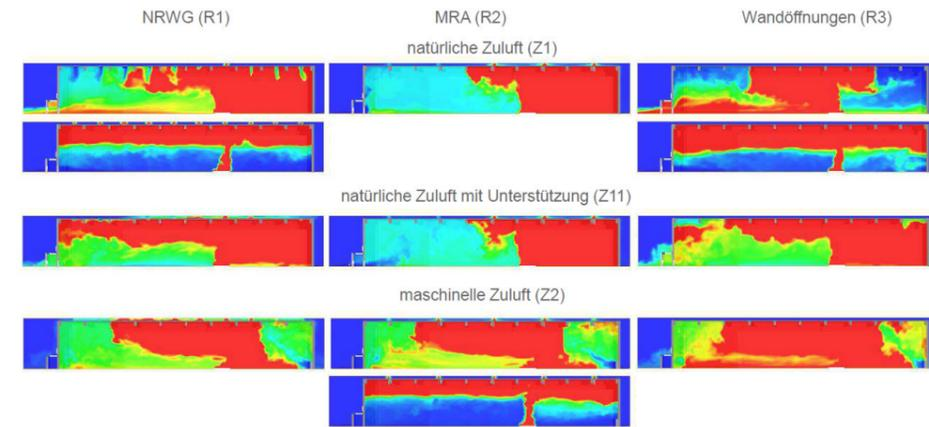 NRWG (R1)
MRA (R2)
Wandöffnungen (R3)
natürliche Zuluft (Z1)
natürliche Zuluft mit Unterstützung (Z11)
maschinelle Zuluft (Z2)